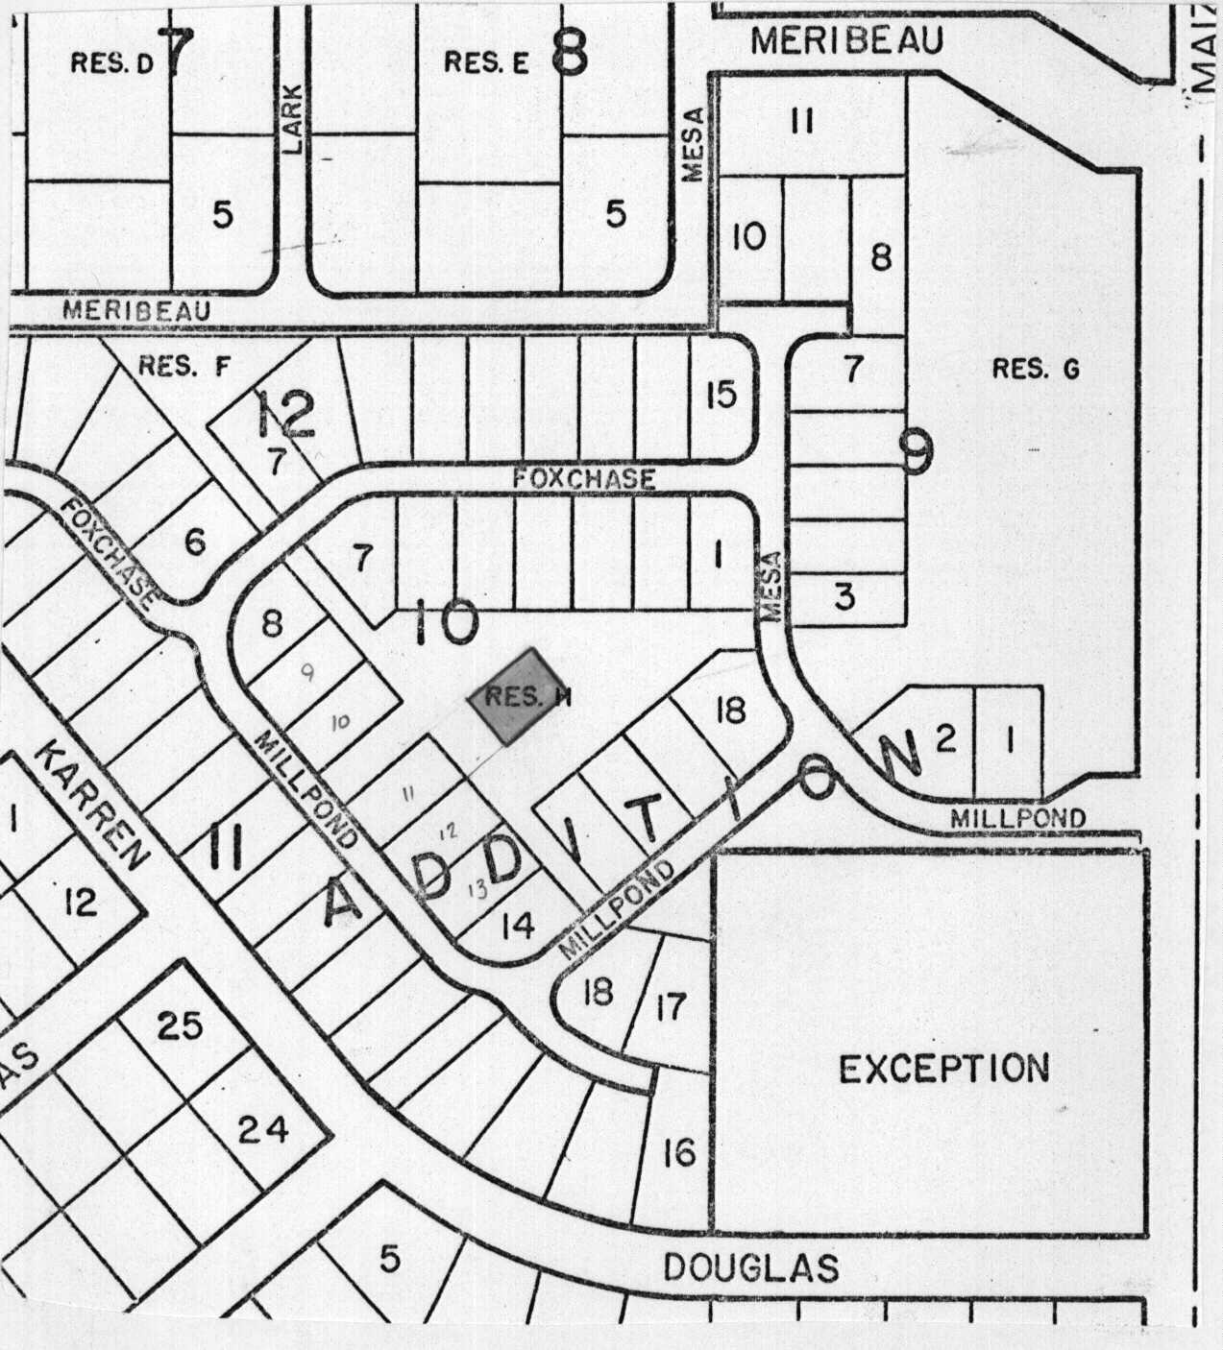 MERIBEAU
MAIZ
RES. D
7
LARK
RES. E
8
MESA
11
5
5
10
8
MERIBEAU
RES. F
12
7
15
7
RES. G
FOXCHASE
9
FOXCHASE
6
7
1
MESA
3
8
10
9
RES. H
10
18
2
1
KARREN
MILLPOND
11
12
13
14
MILLPOND
MILLPOND
ADDITION
1
12
11
18
17
25
24
AS
16
EXCEPTION
5
DOUGLAS